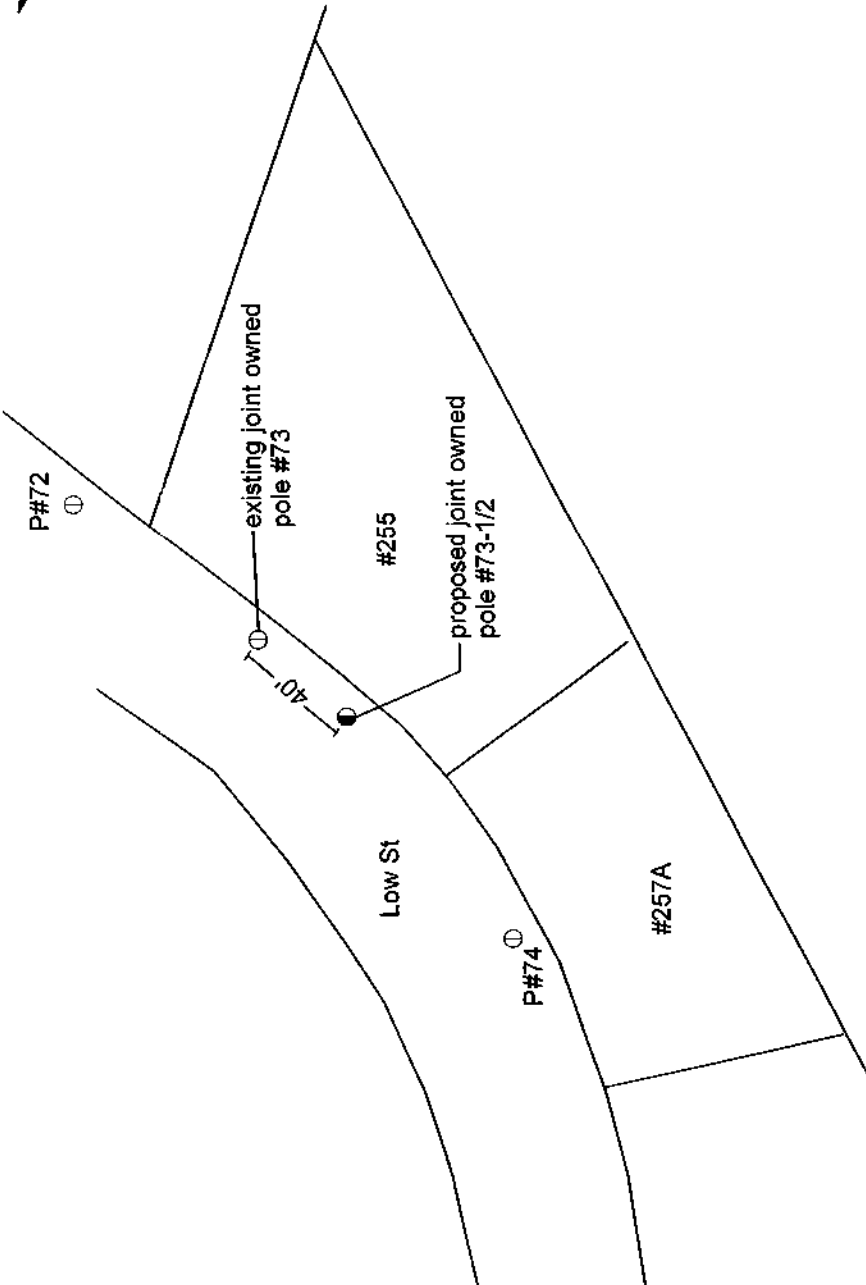 P#72
existing joint owned
pole #73
#255
proposed joint owned
pole #73-1/2
40'
Low St
P#74
#257A